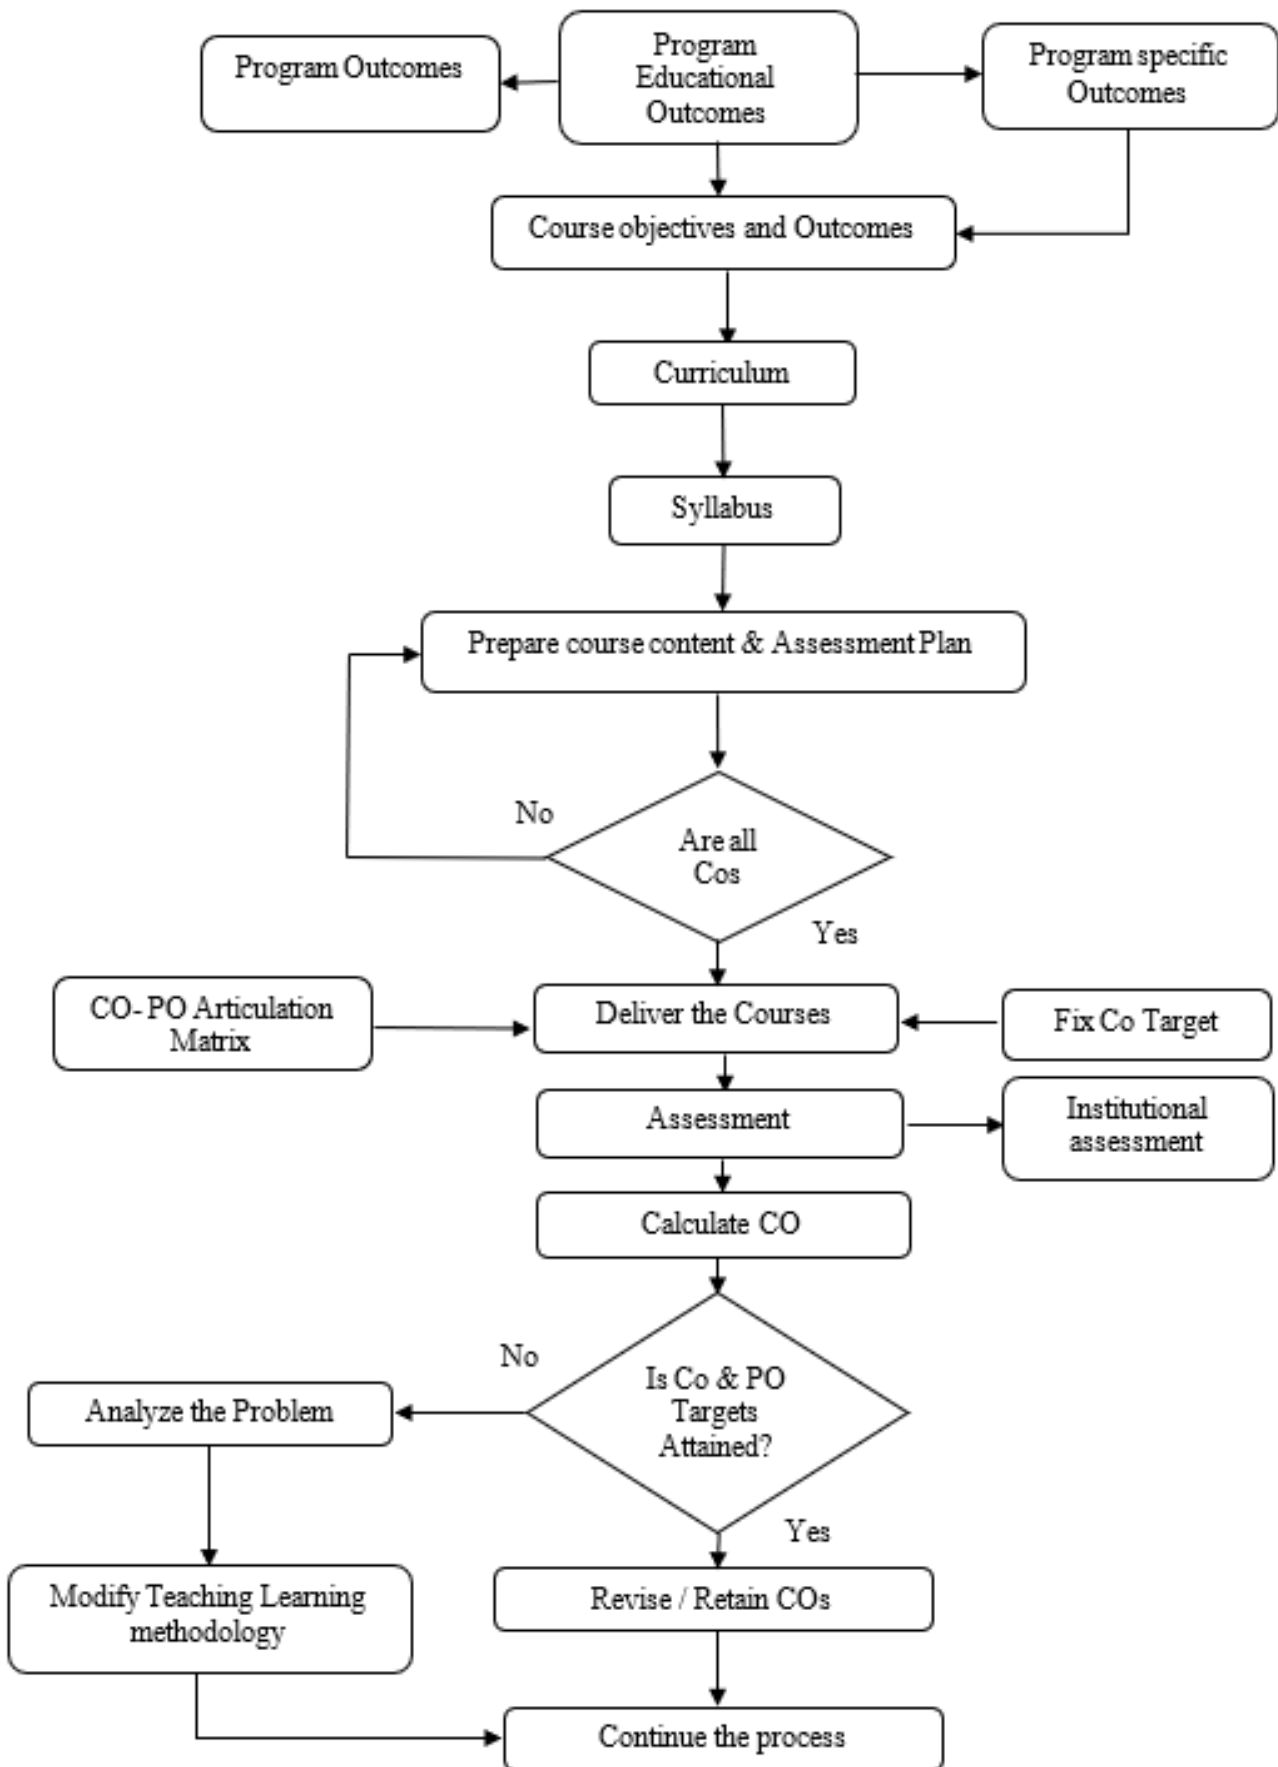 Program Outcomes
Program
Educational
Outcomes
Program specific
Outcomes
Course objectives and Outcomes
Curriculum
Syllabus
Prepare course content & Assessment Plan
No
Are all
Cos
Yes
CO- PO Articulation
Matrix
Deliver the Courses
Fix Co Target
Assessment
Institutional
assessment
Calculate CO
No
Is Co & PO
Targets
Attained?
Analyze the Problem
Yes
Modify Teaching Learning
methodology
Revise / Retain COs
Continue the process